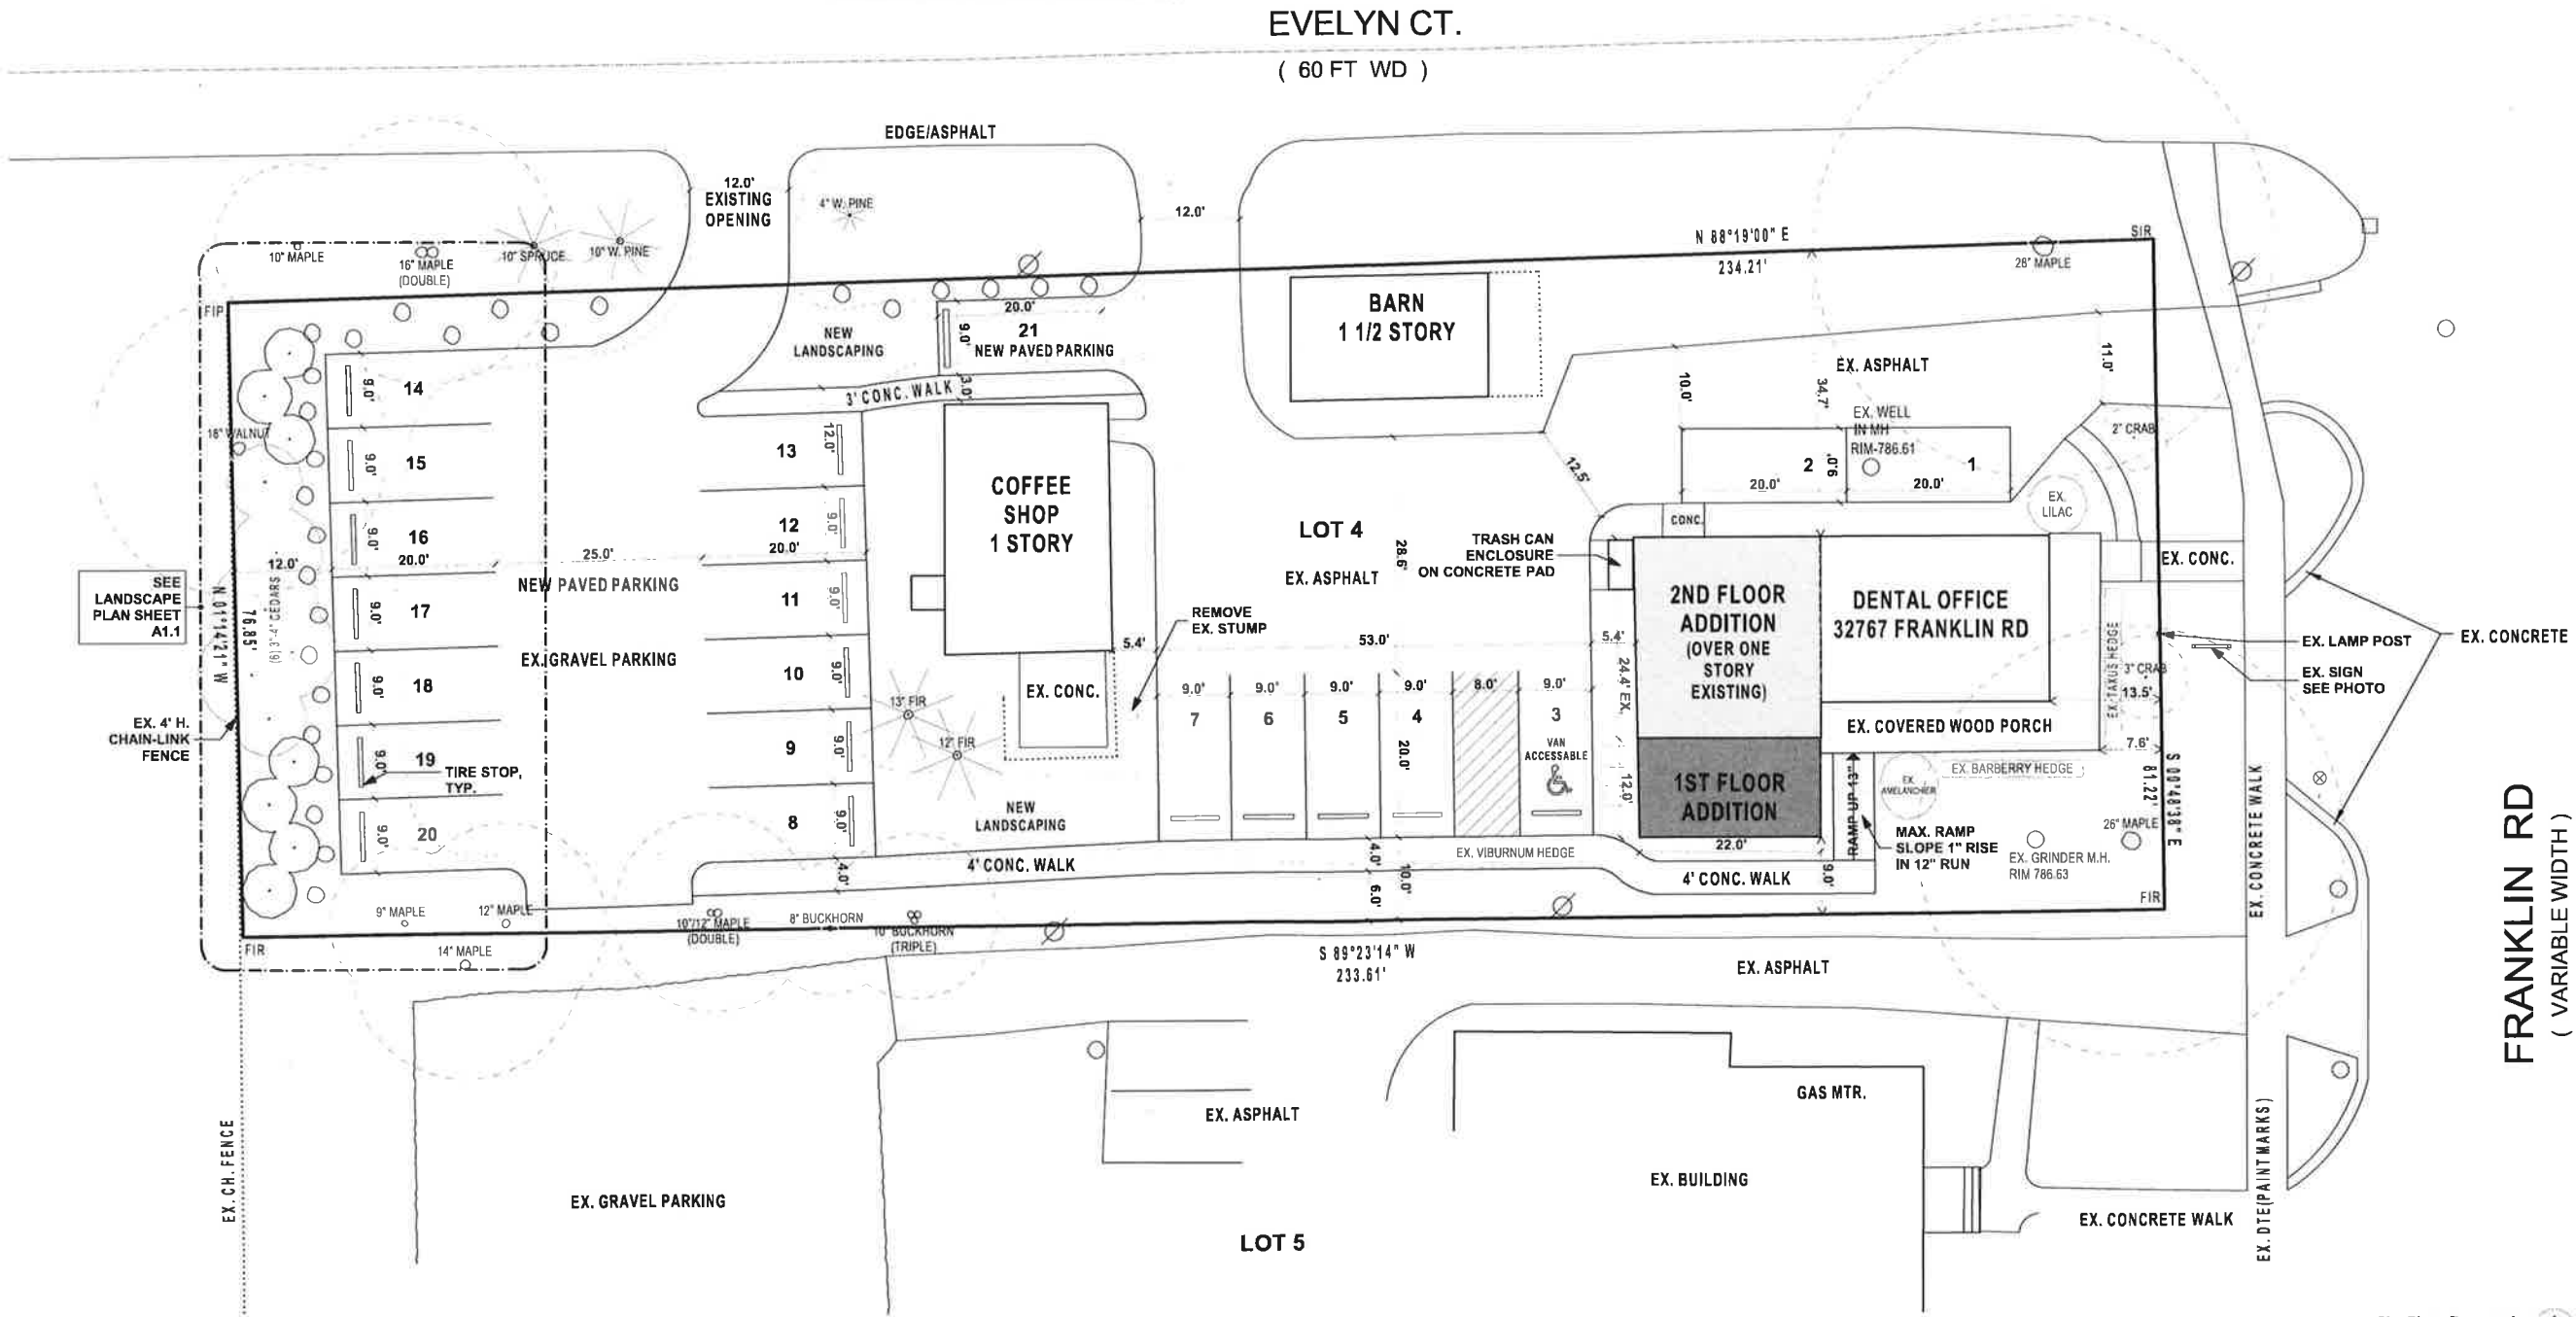 EVELYN CT.
( 60 FT WD )
EDGE/ASPHALT
12.0'
EXISTING
OPENING
4" W. PINE
12.0'
N 88°19'00" E
234.21'
SIR
28" MAPLE
10" MAPLE
16" MAPLE
(DOUBLE)
10" SPRUCE
10" W. PINE
FIP
NEW
LANDSCAPING
20.0'
9.0'
21
NEW PAVED PARKING
3' CONC. WALK
3.0'
BARN
1 1/2 STORY
EX. ASPHALT
10.0'
34.7'
11.0'
EX. WELL
IN MH
RIM-786.61
2" CRAB
2
9.0'
1
20.0'
20.0'
12.5'
EX.
LILAC
CONC.
18" WALNUT
9.0'
14
9.0'
15
9.0'
16
9.0'
17
9.0'
18
9.0'
19
9.0'
20
TIRE STOP,
TYP.
12.0'
20.0'
25.0'
20.0'
NEW PAVED PARKING
EX. GRAVEL PARKING
13
12.0'
12
9.0'
11
9.0'
10
9.0'
9
9.0'
8
9.0'
COFFEE
SHOP
1 STORY
LOT 4
EX. ASPHALT
28.6'
TRASH CAN
ENCLOSURE
ON CONCRETE PAD
REMOVE
EX. STUMP
5.4'
53.0'
5.4'
2ND FLOOR
ADDITION
(OVER ONE
STORY
EXISTING)
DENTAL OFFICE
32767 FRANKLIN RD
1ST FLOOR
ADDITION
24.4' EX.
12.0'
22.0'
EX. COVERED WOOD PORCH
EX. CONC.
EX. TAXUS HEDGE
3" CRAB
13.5'
7.6'
EX. LAMP POST
EX. SIGN
SEE PHOTO
EX. CONCRETE
SEE
LANDSCAPE
PLAN SHEET
A1.1
N 01°14'21" W
76.85'
(6) 3"-4" CEDARS
EX. 4' H.
CHAIN-LINK
FENCE
EX. CONC.
13" FIR
12" FIR
NEW
LANDSCAPING
9.0'
9.0'
9.0'
9.0'
8.0'
9.0'
7
6
5
4
3
20.0'
VAN
ACCESSABLE
RAMP UP 13"
EX. BARBERRY HEDGE
EX.
AMELANCHIER
MAX. RAMP
SLOPE 1" RISE
IN 12" RUN
EX. GRINDER M.H.
RIM 786.63
26" MAPLE
S 00°48'38" E
81.22'
EX. CONCRETE WALK
FIR
4' CONC. WALK
4.0'
EX. VIBURNUM HEDGE
4.0'
10.0'
6.0'
4' CONC. WALK
9.0'
9" MAPLE
12" MAPLE
10"/12" MAPLE
(DOUBLE)
8" BUCKHORN
10" BUCKHORN
(TRIPLE)
FIR
14" MAPLE
S 89°23'14" W
233.61'
EX. ASPHALT
FRANKLIN RD
( VARIABLE WIDTH )
EX. CH. FENCE
EX. GRAVEL PARKING
EX. ASPHALT
LOT 5
GAS MTR.
EX. BUILDING
EX. CONCRETE WALK
EX. DTE(PAINTMARKS)